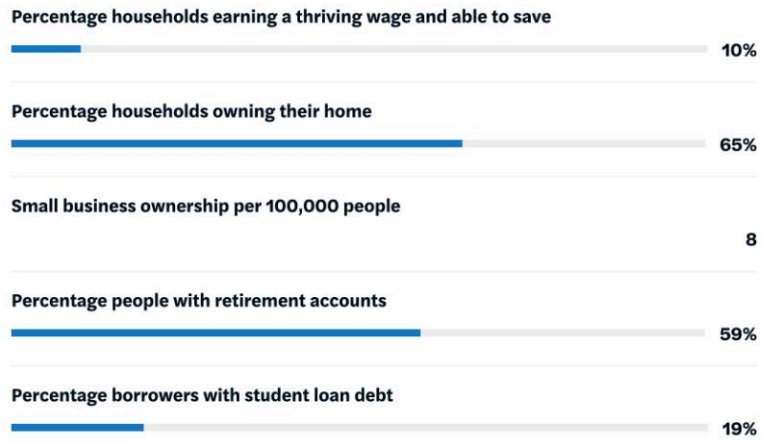 Percentage households earning a thriving wage and able to save
10%
Percentage households owning their home
65%
Small business ownership per 100,000 people
8
Percentage people with retirement accounts
59%
Percentage borrowers with student loan debt
19%